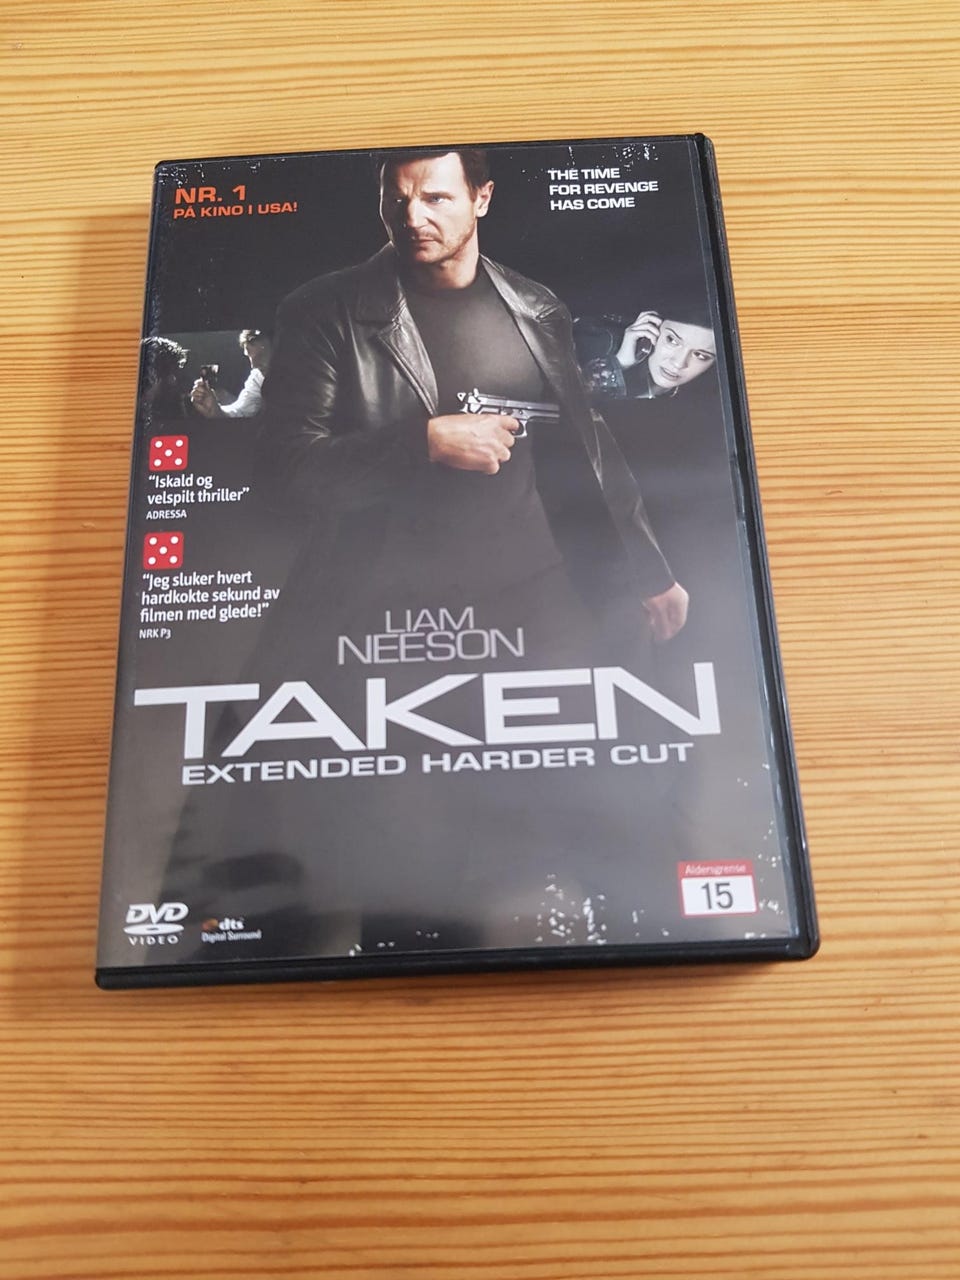 NR. 1
PÅ KINO I USA!
THE TIME
FOR REVENGE
HAS COME
“Iskald og
velspilt thriller”
ADRESSA
“Jeg sluker hvert
hardkokte sekund av
filmen med glede!”
NRK P3
LIAM
NEESON
TAKEN
EXTENDED HARDER CUT
DVD
VIDEO
dts
Digital Surround
Aldersgrense
15